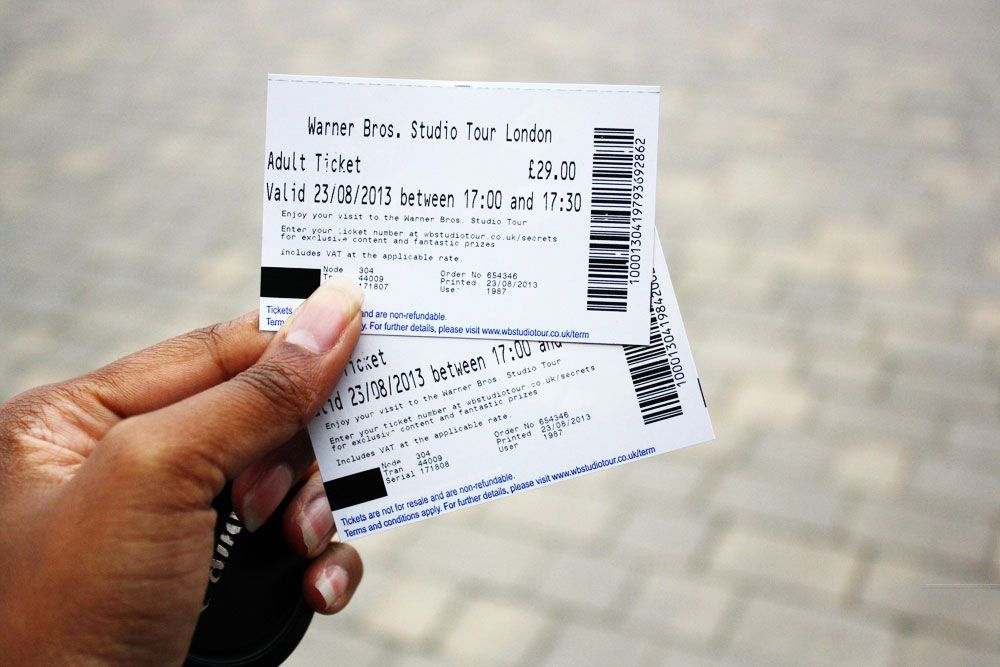 Warner Bros. Studio Tour London
Adult Ticket £29.00
Valid 23/08/2013 between 17:00 and 17:30
Enjoy your visit to the Warner Bros. Studio Tour
Enter your ticket number at wbstudiotour.co.uk/secrets
for exclusive content and fantastic prizes
Includes VAT at the applicable rate.
Node 304 Order No 654346
44009 Printed 23/08/2013
171807 User 1987
Tickets and are non-refundable.
Terms For further details, please visit www.wbstudiotour.co.uk/term
10001304197936928​62
Ticket
23/08/2013 between 17:00 and
Enjoy your visit to the Warner Bros. Studio Tour
Enter your ticket number at wbstudiotour.co.uk/secrets
for exclusive content and fantastic prizes
Includes VAT at the applicable rate.
Node 304 Order No 654346
Tran 44009 Printed 23/08/2013
Serial 171808 User 1987
Tickets are not for resale and are non-refundable.
Terms and conditions apply. For further details, please visit www.wbstudiotour.co.uk/term